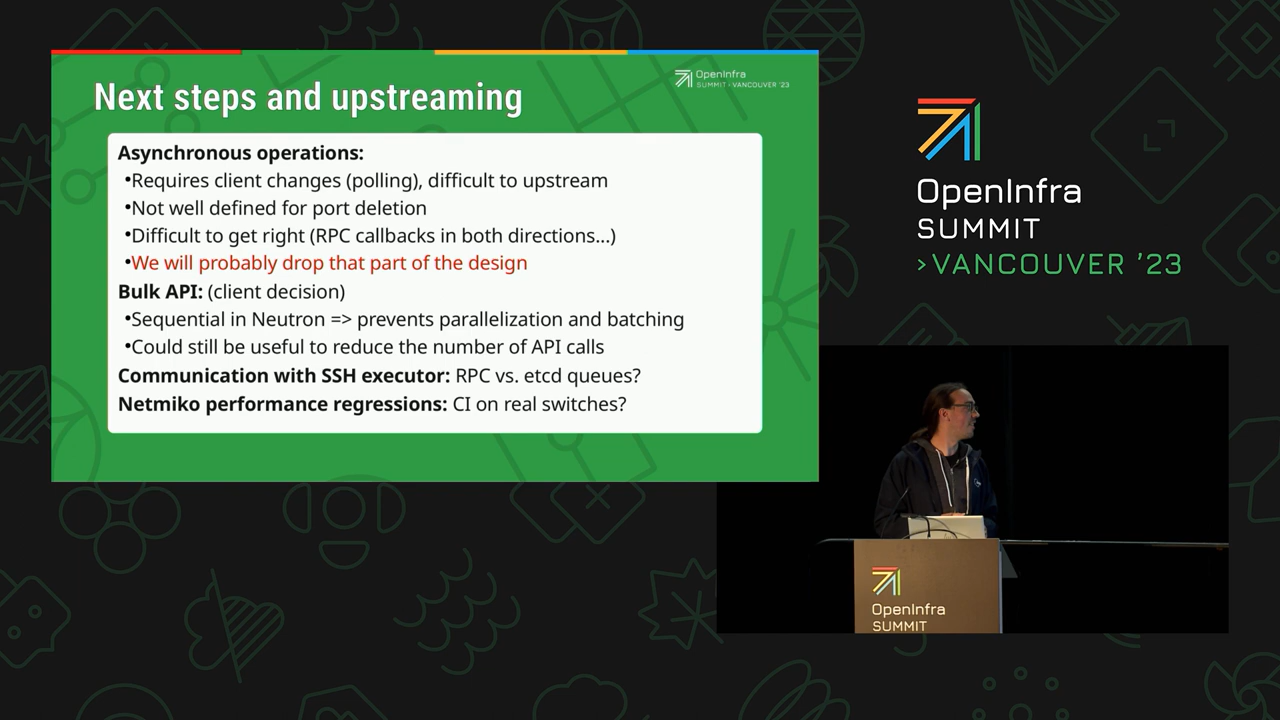 Next steps and upstreaming
OpenInfra
SUMMIT › VANCOUVER '23
Asynchronous operations:
•Requires client changes (polling), difficult to upstream
•Not well defined for port deletion
•Difficult to get right (RPC callbacks in both directions...)
•We will probably drop that part of the design
Bulk API: (client decision)
•Sequential in Neutron => prevents parallelization and batching
•Could still be useful to reduce the number of API calls
Communication with SSH executor: RPC vs. etcd queues?
Netmiko performance regressions: CI on real switches?
OpenInfra
SUMMIT
›VANCOUVER '23
OpenInfra
SUMMIT